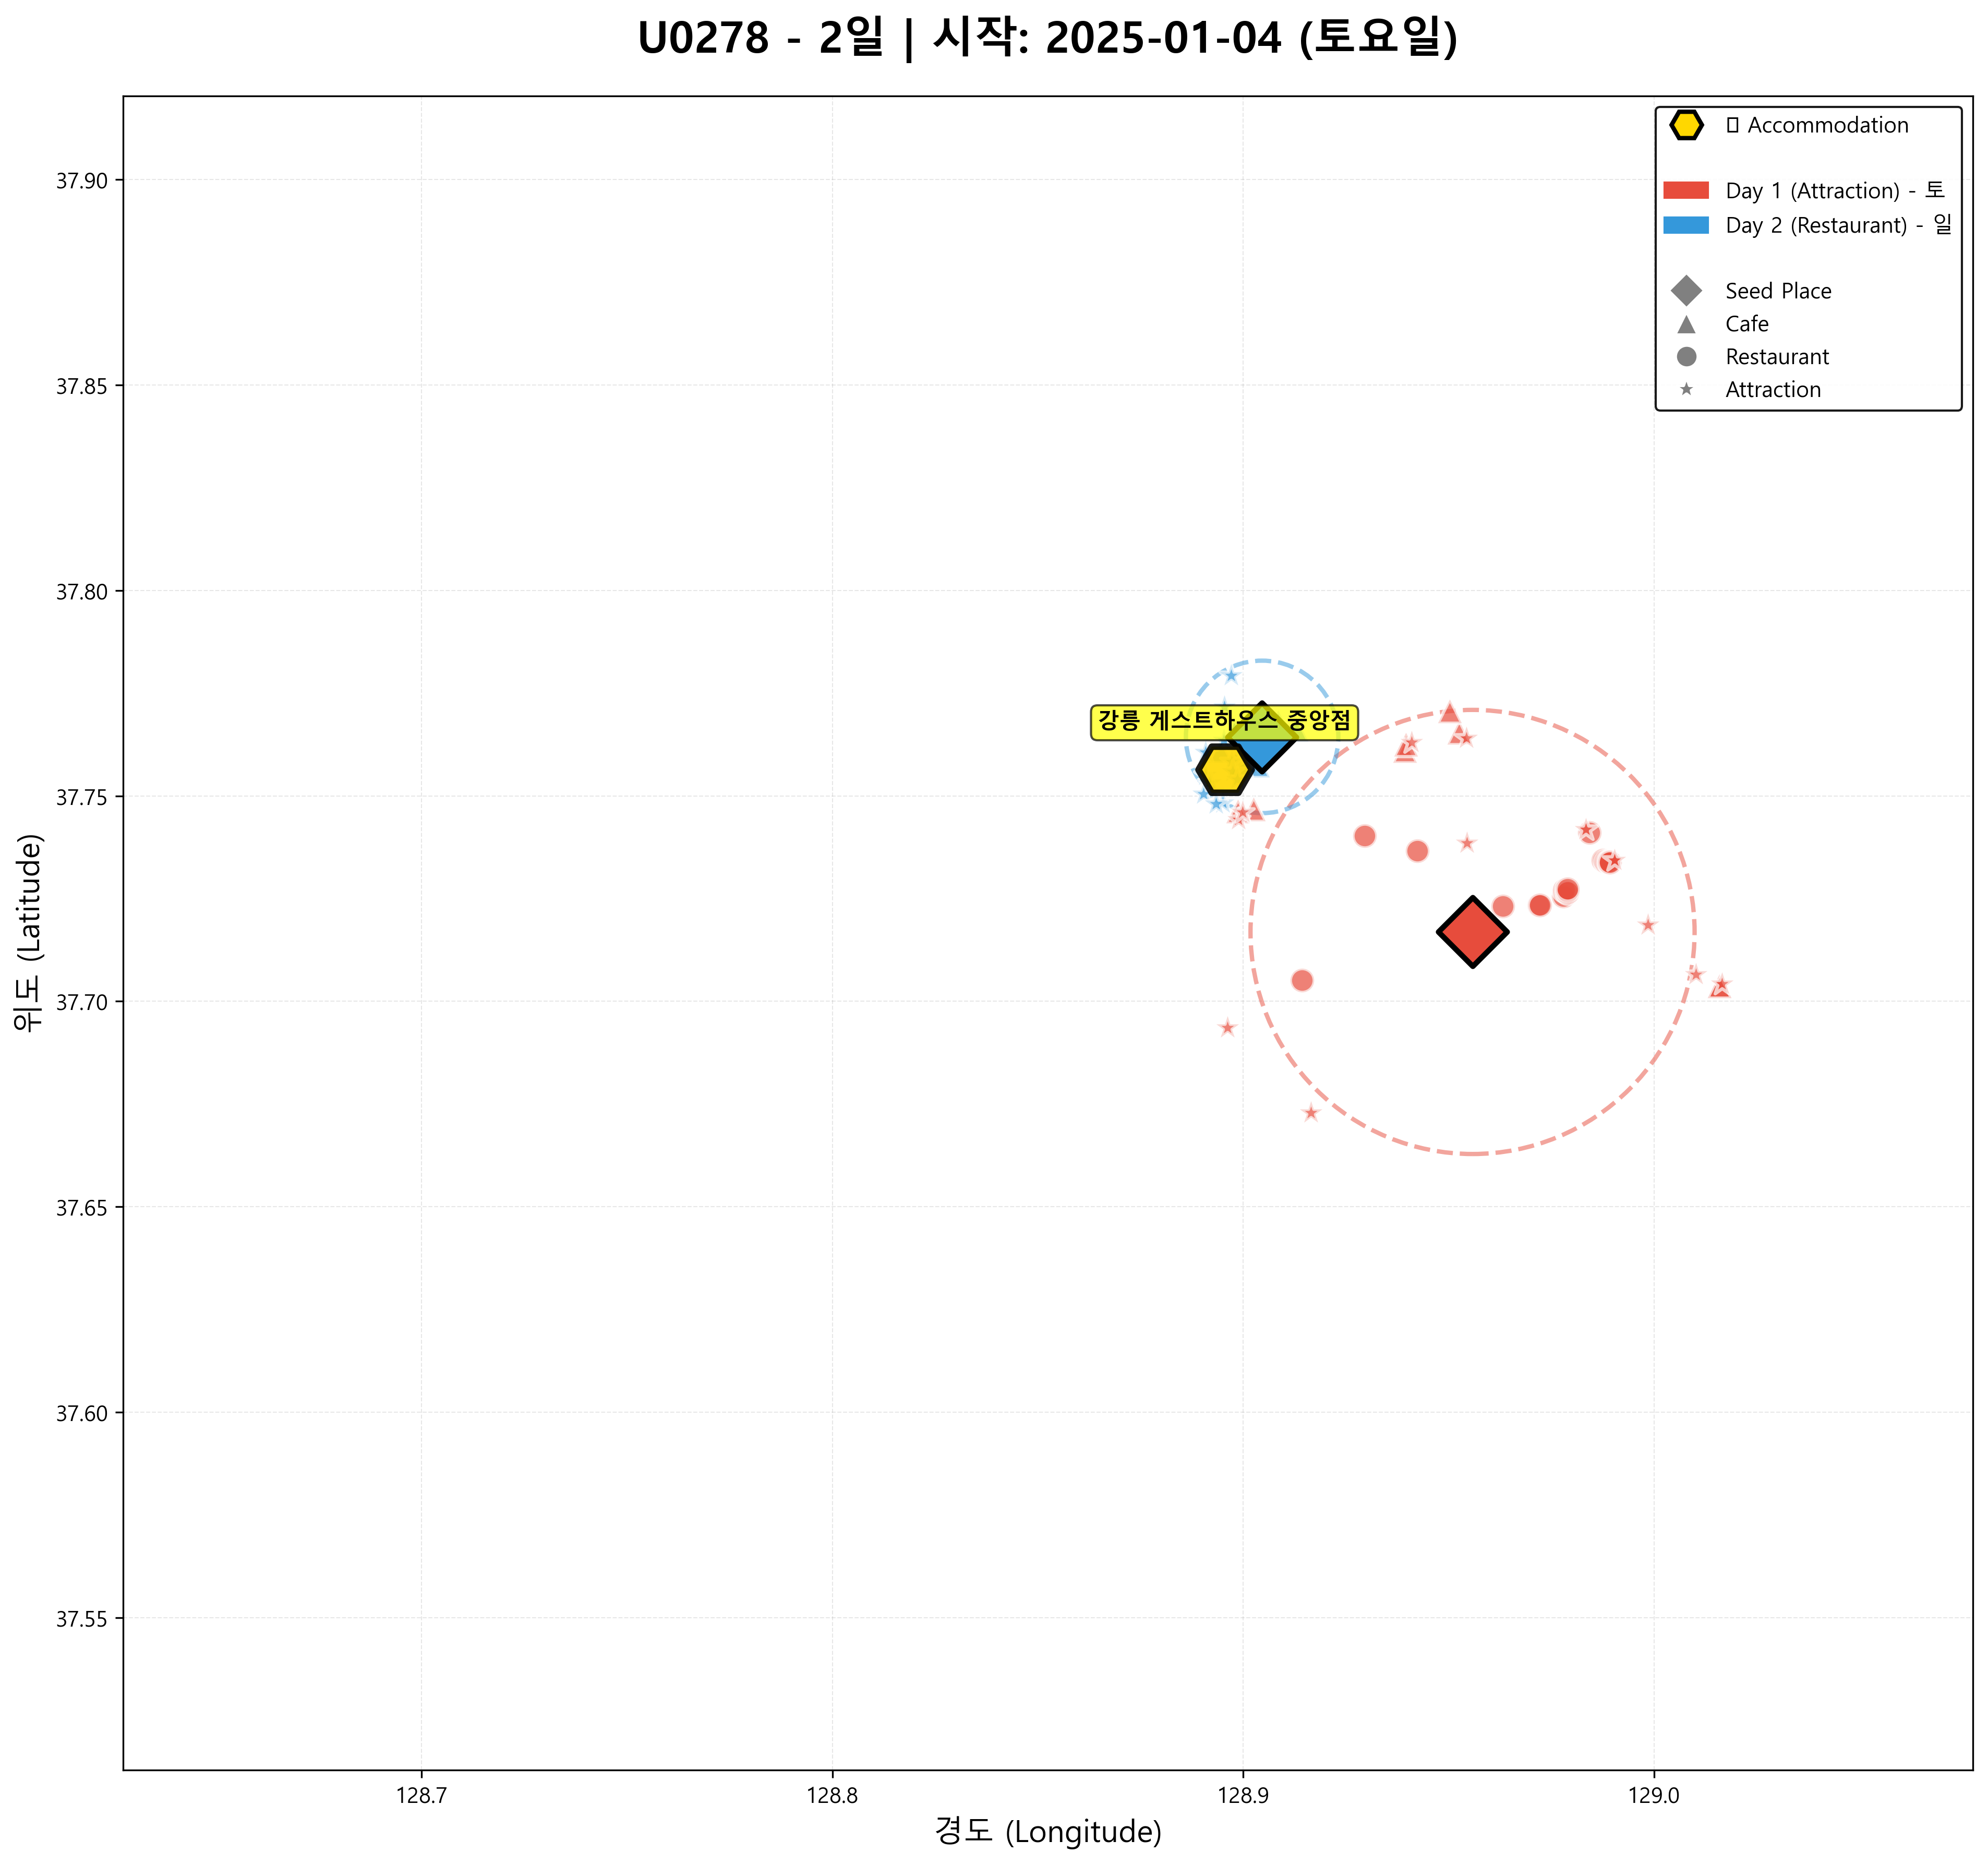 U0278 - 2일 | 시작: 2025-01-04 (토요일)
□ Accommodation
Day 1 (Attraction) - 토
Day 2 (Restaurant) - 일
Seed Place
Cafe
Restaurant
Attraction
37.90
37.85
37.80
37.75
37.70
37.65
37.60
37.55
위도 (Latitude)
강릉 게스트하우스 중앙점
128.7
128.8
128.9
129.0
경도 (Longitude)